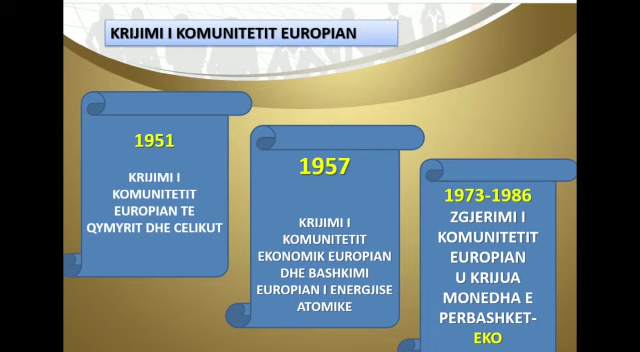 KRIJIMI I KOMUNITETIT EUROPIAN
1951
KRIJIMI I
KOMUNITETIT
EUROPIAN TE
QYMYRIT DHE CELIKUT
1957
KRIJIMI I
KOMUNITETIT
EKONOMIK EUROPIAN
DHE BASHKIMI
EUROPIAN I ENERGJISE
ATOMIKE
1973-1986
ZGJERIMI I
KOMUNITETIT
EUROPIAN
U KRIJUA
MONEDHA E
PERBASHKET-
EKO